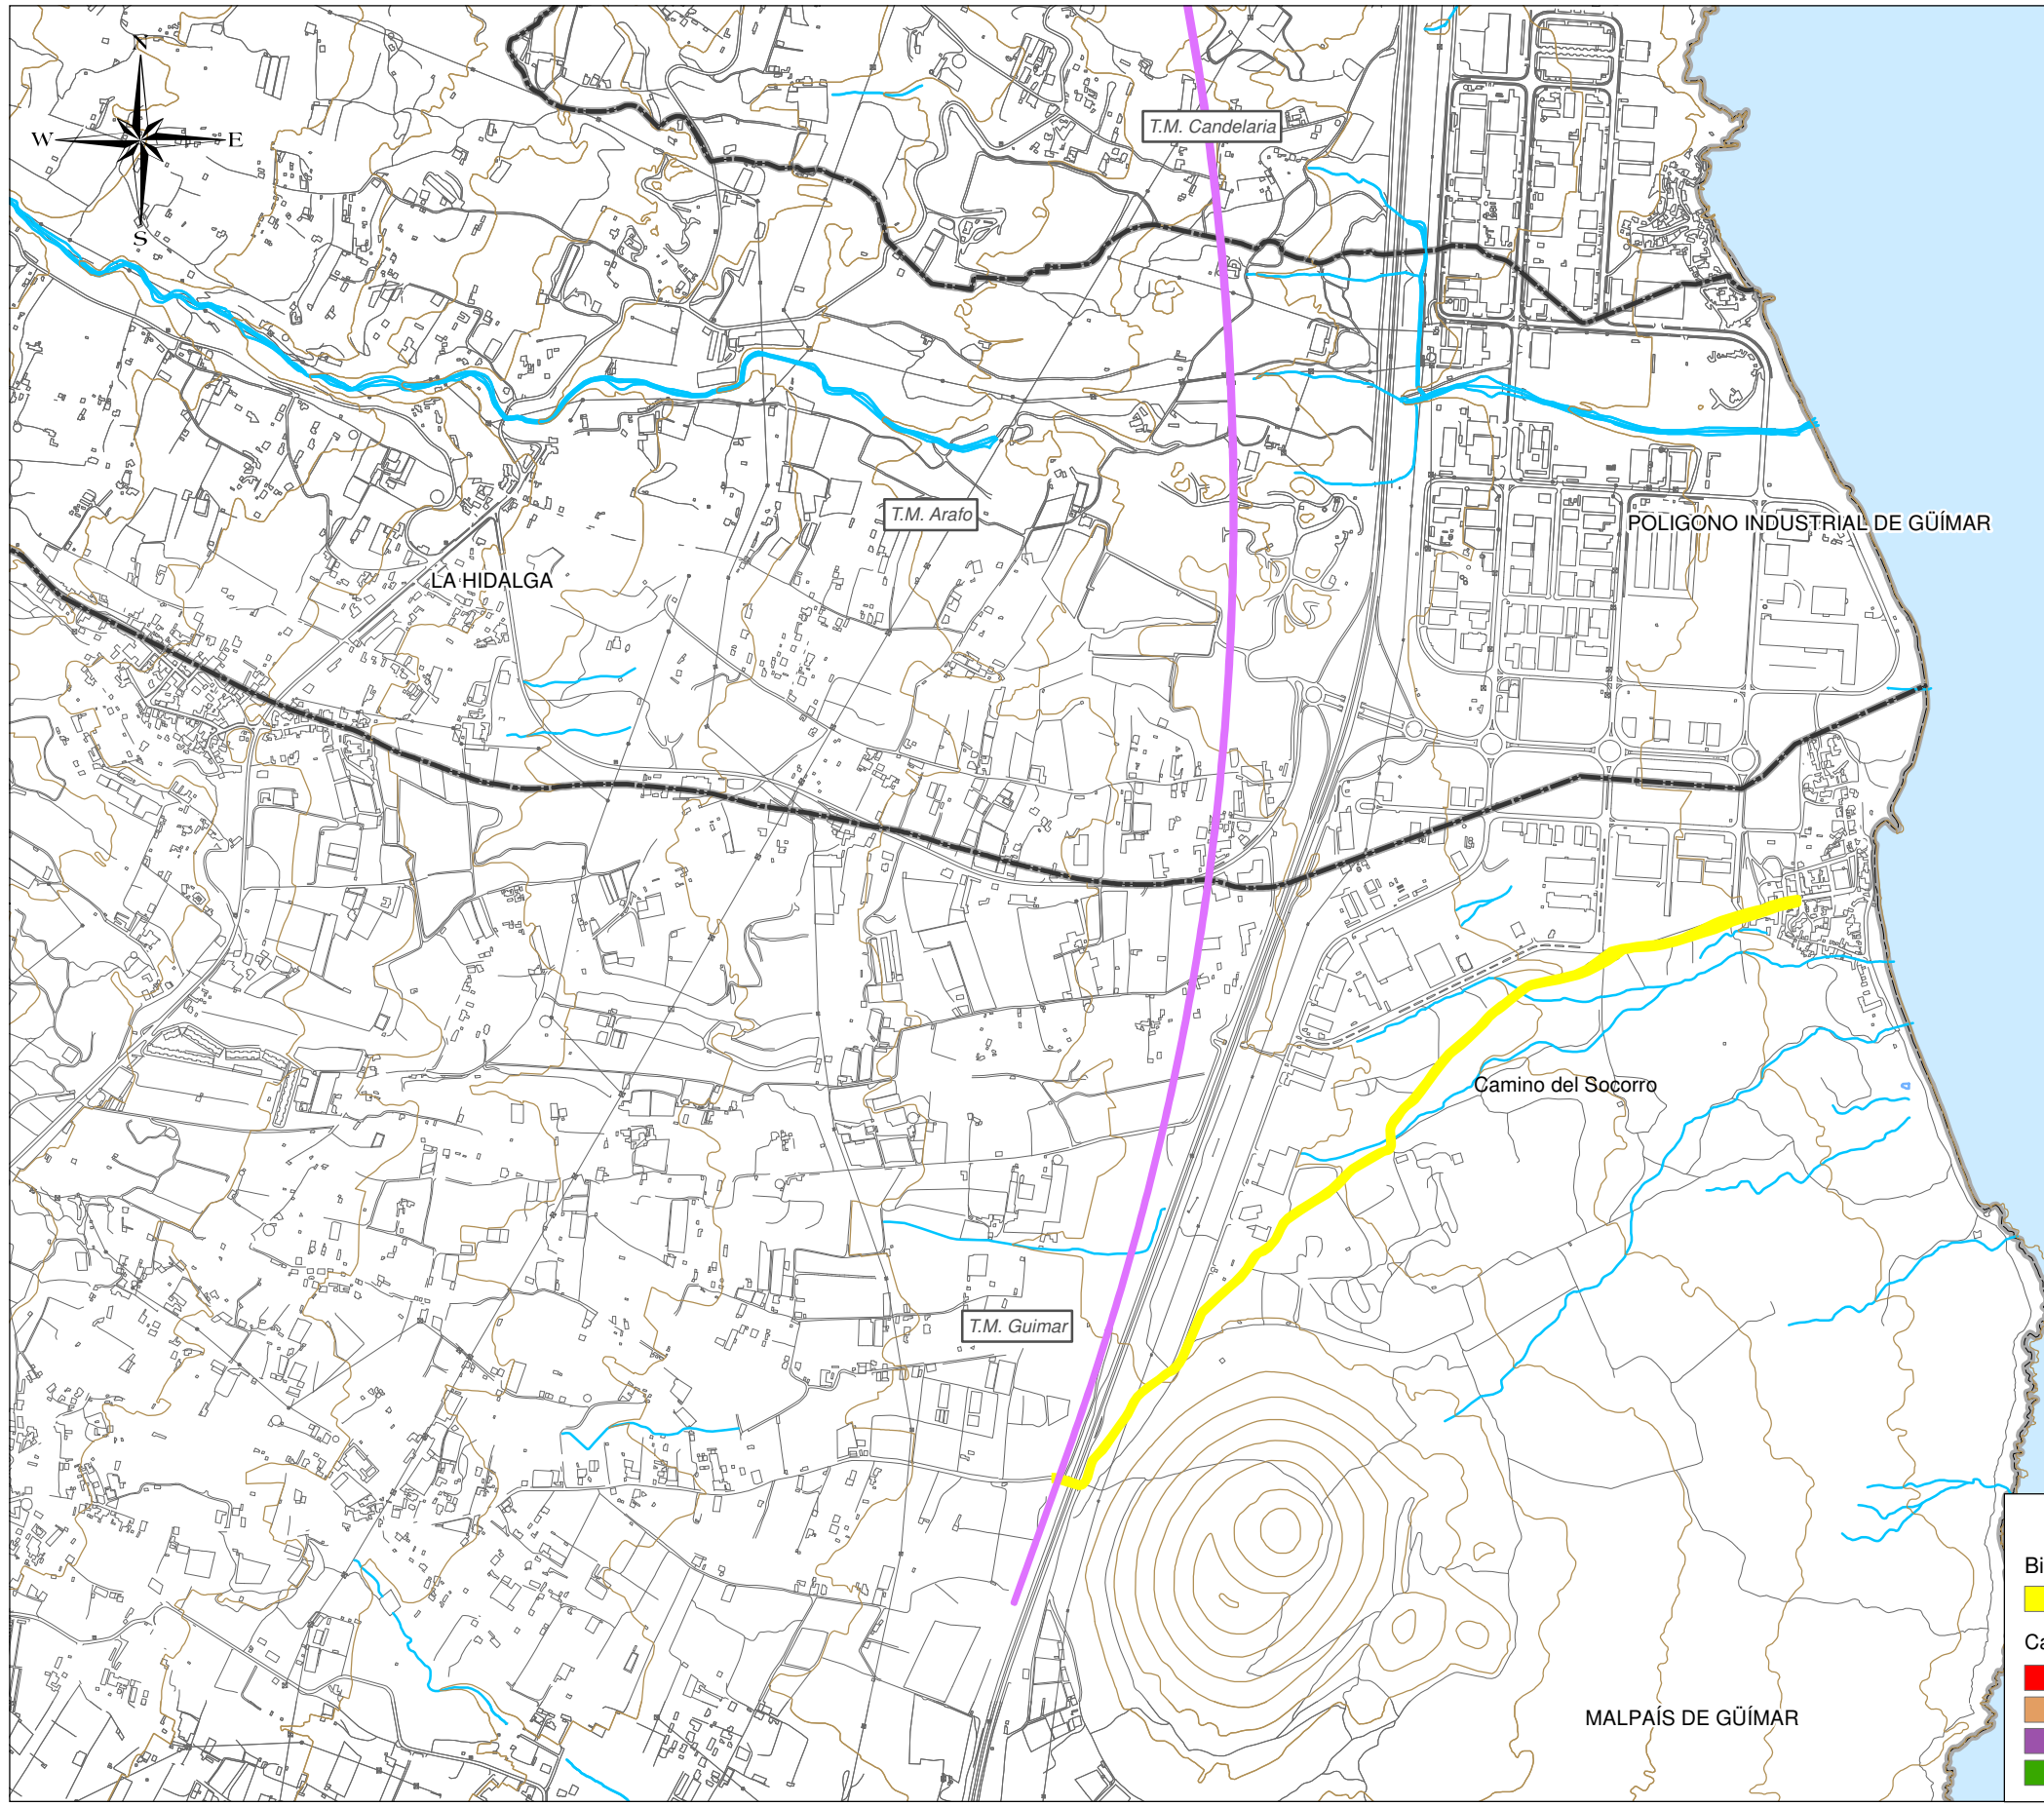 N
W E
S
T.M. Candelaria
T.M. Arafo
POLIGONO INDUSTRIAL DE GÜÍMAR
LA HIDALGA
Camino del Socorro
T.M. Guimar
Bi
Ca
MALPAÍS DE GÜÍMAR